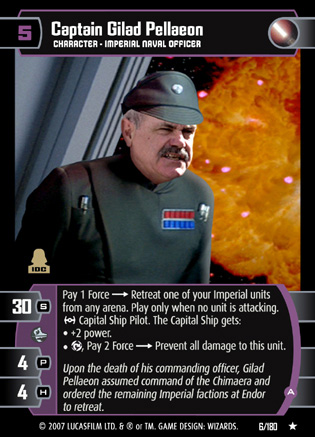 5
Captain Gilad Pellaeon
CHARACTER • IMPERIAL NAVAL OFFICER
IDC
30 S
4 P
4 H
Pay 1 Force → Retreat one of your Imperial units
from any arena. Play only when no unit is attacking.
Capital Ship Pilot. The Capital Ship gets:
• +2 power.
• , Pay 2 Force → Prevent all damage to this unit.
Upon the death of his commanding officer, Gilad
Pellaeon assumed command of the Chimaera and
ordered the remaining Imperial factions at Endor
to retreat.
A
© 2007 LUCASFILM LTD. & ® or TM. GAME DESIGN: WIZARDS.
6/180 ★